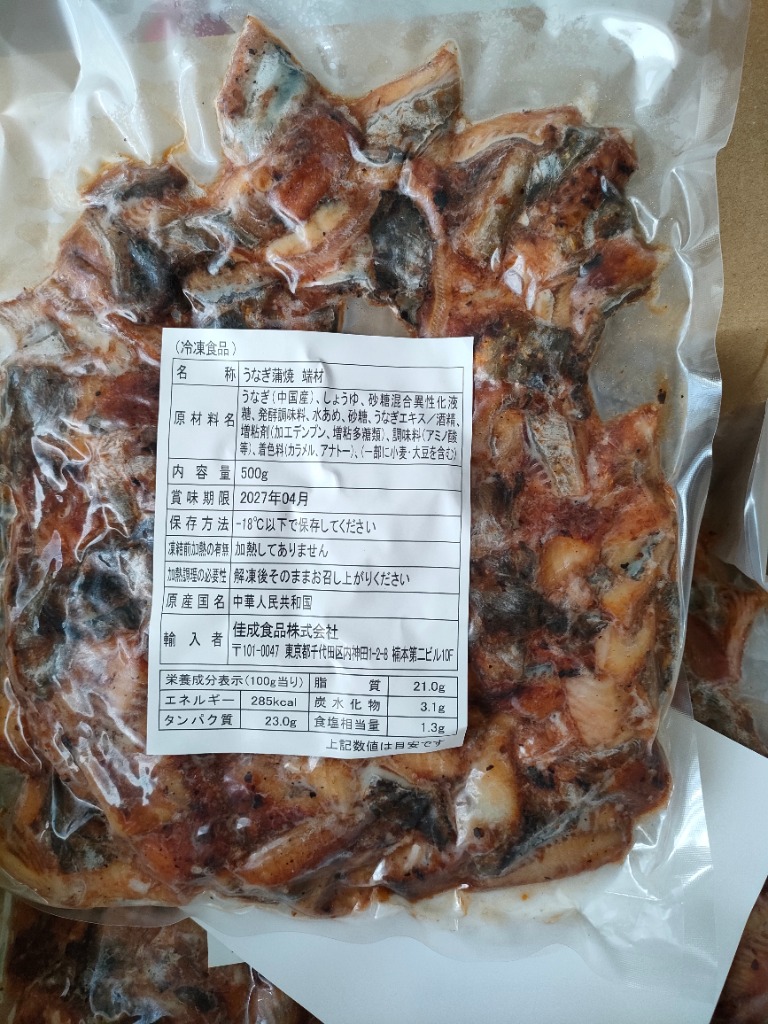 (冷凍食品)
名称 うなぎ蒲焼 端材
原材料名 うなぎ(中国産)、しょうゆ、砂糖混合異性化液
糖、発酵調味料、水あめ、砂糖、うなぎエキス/酒精、
増粘剤(加工デンプン、増粘多糖類)、調味料(アミノ酸
等)、着色料(カラメル、アナトー)、(一部に小麦・大豆を含む)
内容量 500g
賞味期限 2027年04月
保存方法 -18℃以下で保存してください
凍結前加熱の有無 加熱してありません
加熱調理の必要性 解凍後そのままお召し上がりください
原産国名 中華人民共和国
輸入者 佳成食品株式会社
〒101-0047 東京都千代田区内神田1-2-8 楠本第二ビル10F
栄養成分表示(100g当り) 脂質 21.0g
エネルギー 285kcal 炭水化物 3.1g
タンパク質 23.0g 食塩相当量 1.3g
上記数値は目安です